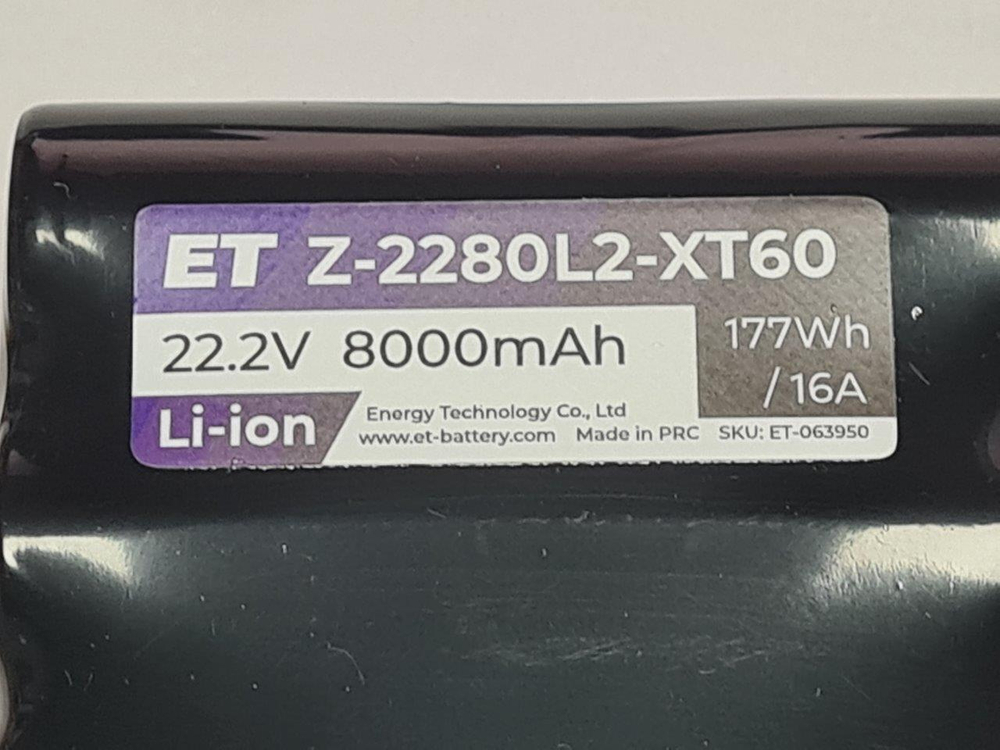 ET Z-2280L2-XT60
22.2V 8000mAh
177Wh
/ 16A
Li-ion
Energy Technology Co., Ltd
www.et-battery.com Made in PRC SKU: ET-063950